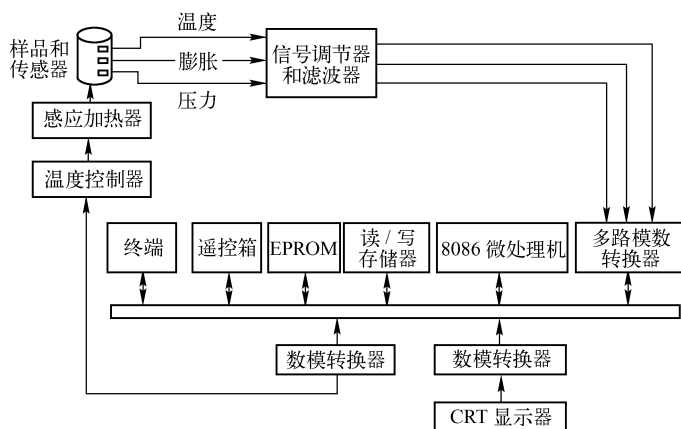 样品和
传感器
温度
膨胀
压力
信号调节器
和滤波器
感应加热器
温度控制器
终端
遥控箱
EPROM
读/写
存储器
8086 微处理机
多路模数
转换器
数模转换器
数模转换器
CRT 显示器